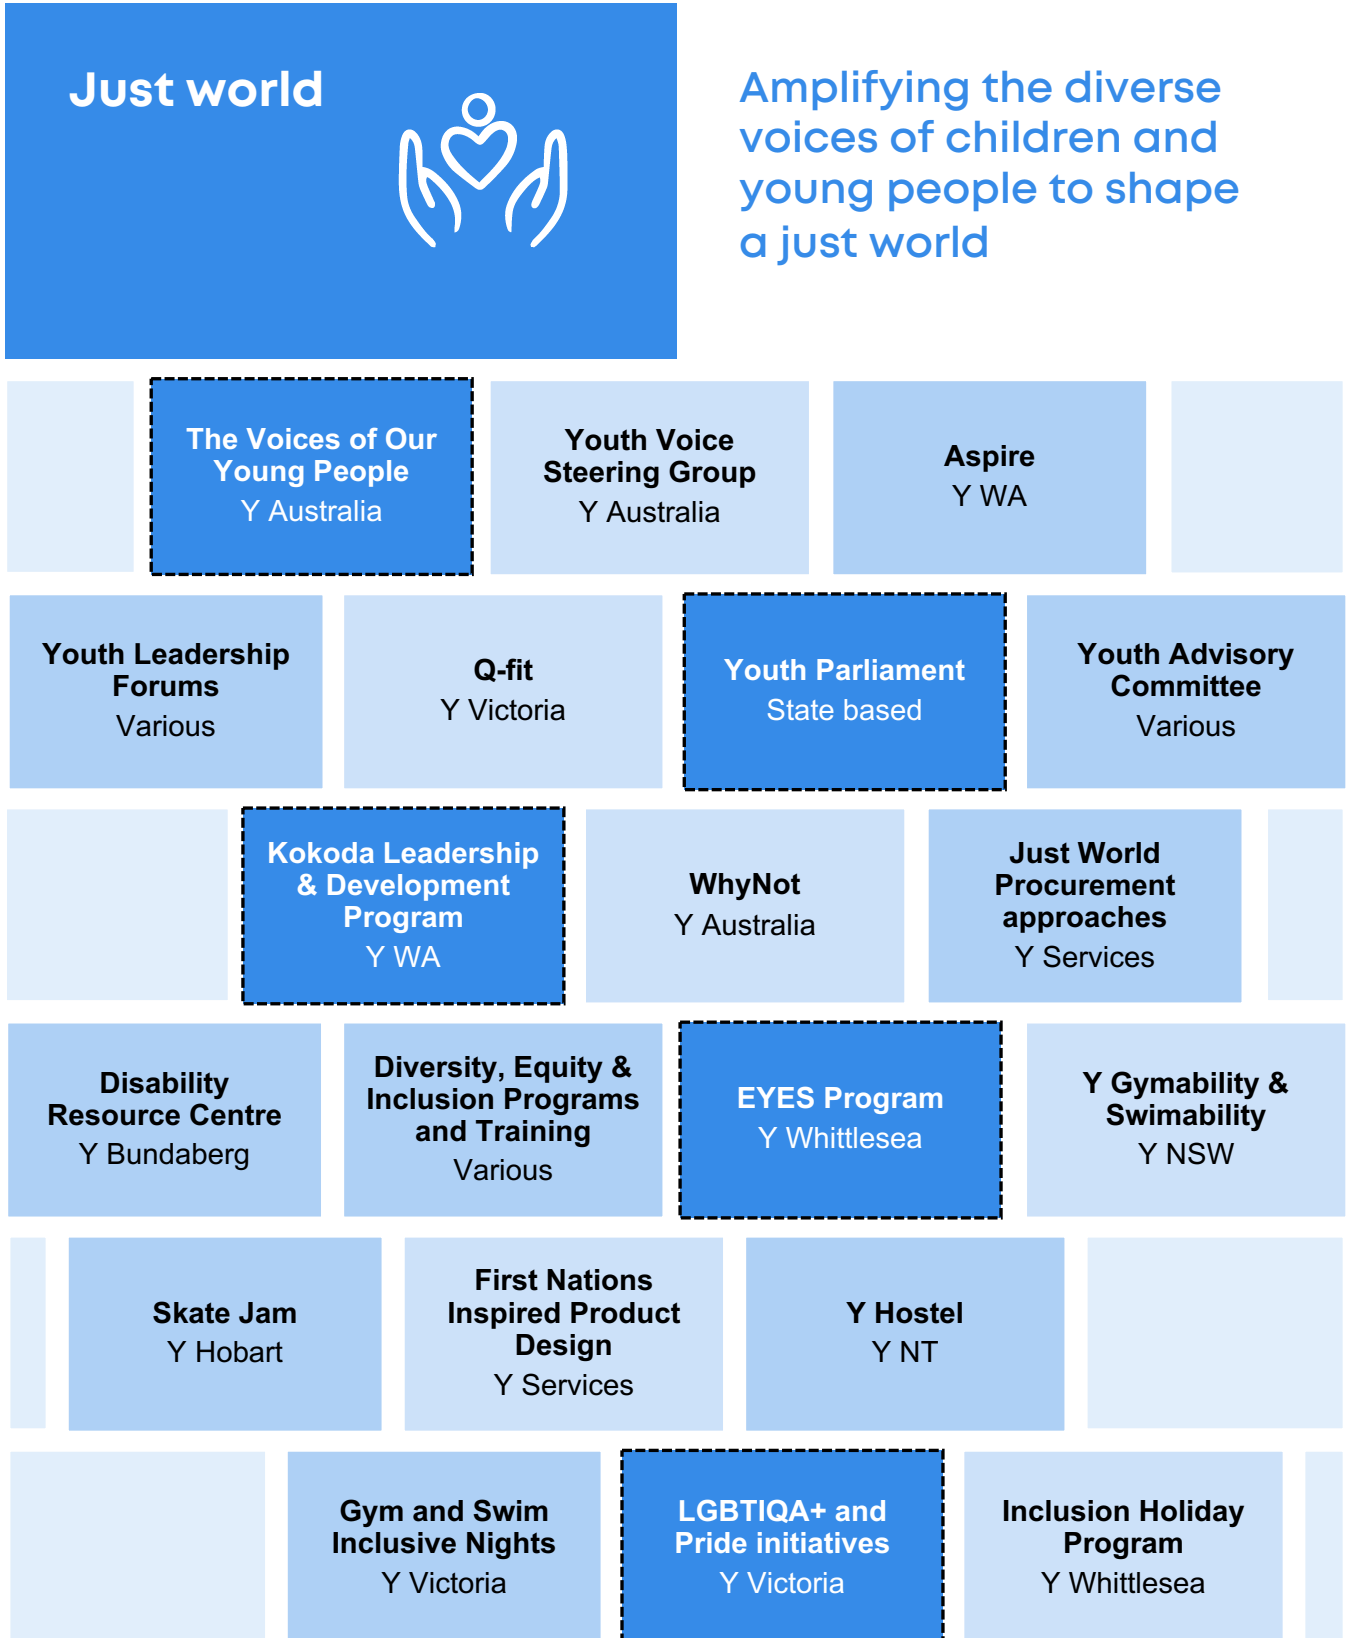 Just world
Amplifying the diverse
voices of children and
young people to shape
a just world
The Voices of Our
Young People
Y Australia
Youth Voice
Steering Group
Y Australia
Aspire
Y WA
Youth Leadership
Forums
Various
Q-fit
Y Victoria
Youth Parliament
State based
Youth Advisory
Committee
Various
Kokoda Leadership
& Development
Program
Y WA
WhyNot
Y Australia
Just World
Procurement
approaches
Y Services
Disability
Resource Centre
Y Bundaberg
Diversity, Equity &
Inclusion Programs
and Training
Various
EYES Program
Y Whittlesea
Y Gymability &
Swimability
Y NSW
Skate Jam
Y Hobart
First Nations
Inspired Product
Design
Y Services
Y Hostel
Y NT
Gym and Swim
Inclusive Nights
Y Victoria
LGBTIQA+ and
Pride initiatives
Y Victoria
Inclusion Holiday
Program
Y Whittlesea